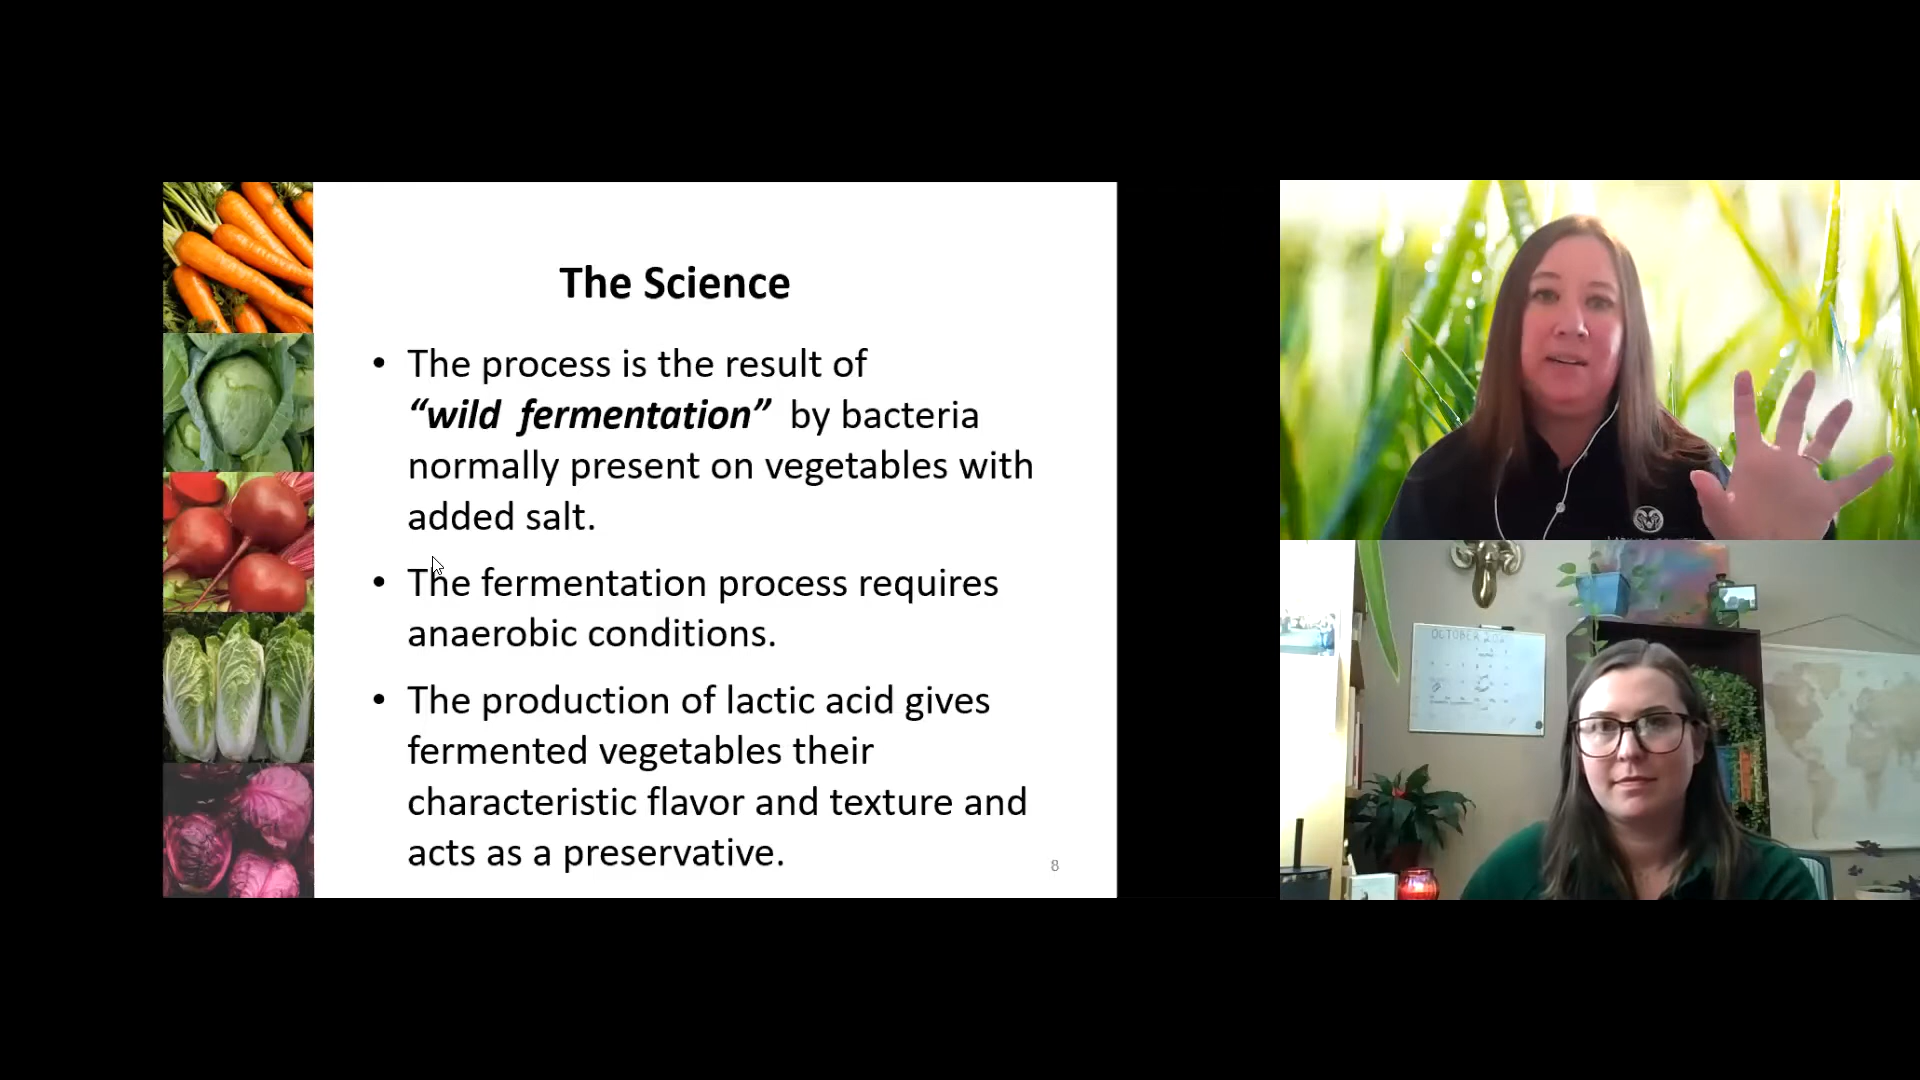 The Science
• The process is the result of
“wild fermentation” by bacteria
normally present on vegetables with
added salt.
• The fermentation process requires
anaerobic conditions.
• The production of lactic acid gives
fermented vegetables their
characteristic flavor and texture and
acts as a preservative.
8
OCTOBER